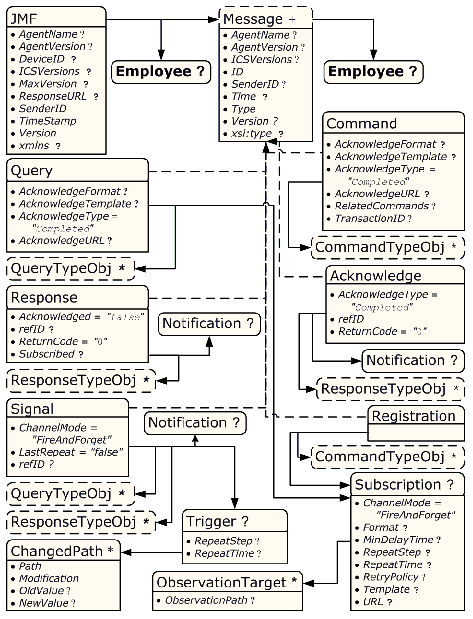 JMF
• AgentName ?
• AgentVersion ?
• DeviceID ?
• ICSVersions ?
• MaxVersion ?
• ResponseURL ?
• SenderID
• TimeStamp
• Version
• xmlns ?
Employee ?
Message +
• AgentName ?
• AgentVersion ?
• ICSVersions ?
• ID
• SenderID ?
• Time ?
• Type
• Version ?
• xsl:type ?
Employee ?
Command
• AcknowledgeFormat ?
• AcknowledgeTemplate ?
• AcknowledgeType =
"Completed"
• AcknowledgeURL ?
• RelatedCommands ?
• TransactionID ?
CommandTypeObj *
Query
• AcknowledgeFormat ?
• AcknowledgeTemplate ?
• AcknowledgeType =
"Completed"
• AcknowledgeURL ?
QueryTypeObj *
Acknowledge
• AcknowledgeType =
"Completed"
• refID
• ReturnCode = "0"
Notification ?
ResponseTypeObj *
Response
• Acknowledged = "false"
• refID ?
• ReturnCode = "0"
• Subscribed ?
Notification ?
ResponseTypeObj *
Signal
• ChannelMode =
"FireAndForget"
• LastRepeat = "false"
• refID ?
Notification ?
QueryTypeObj *
ResponseTypeObj *
Registration
CommandTypeObj *
Trigger ?
• RepeatStep ?
• RepeatTime ?
Subscription ?
• ChannelMode =
"FireAndForget"
• Format ?
• MinDelayTime ?
• RepeatStep ?
• RepeatTime ?
• RetryPolicy ?
• Template ?
• URL ?
ChangedPath *
• Path
• Modification
• OldValue ?
• NewValue ?
ObservationTarget *
• ObservationPath ?